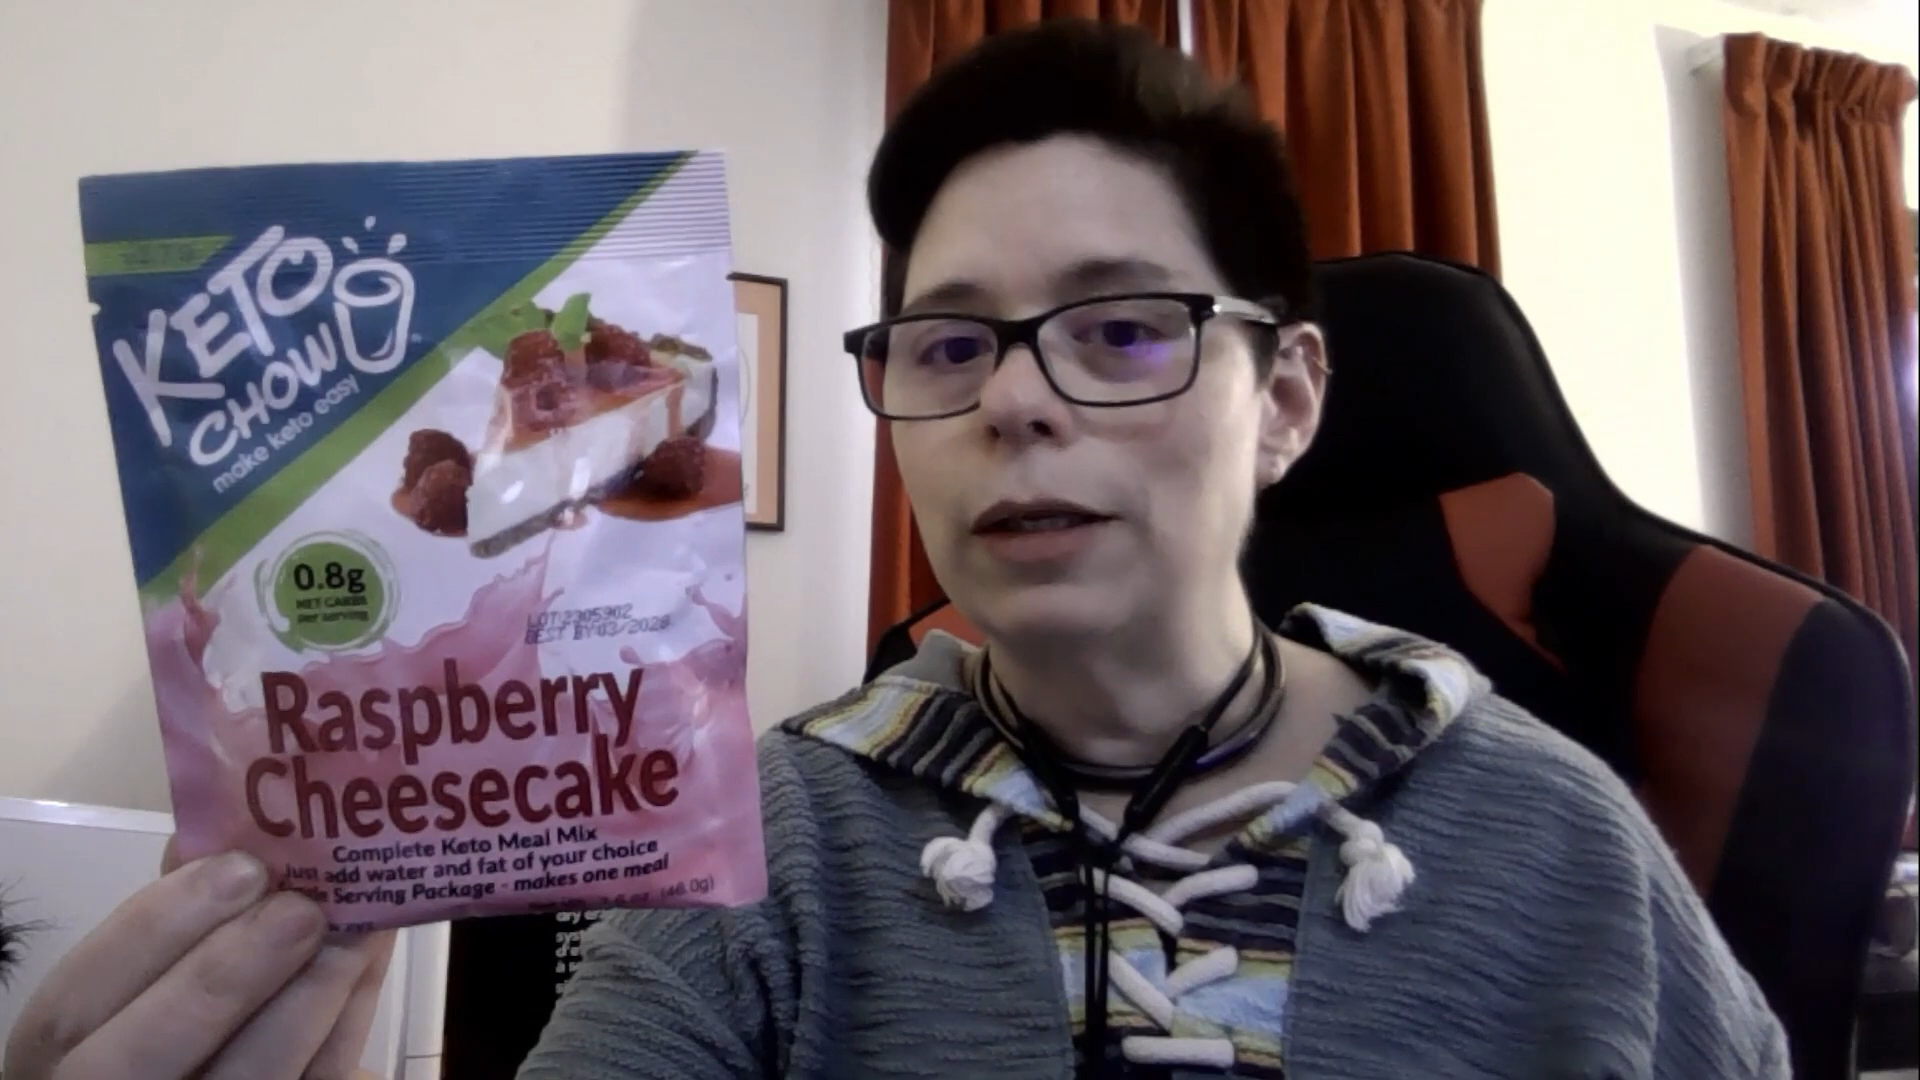 KETO
CHOW
make keto easy
0.8g
NET CARBS
per serving
LOT:2305902
BEST BY:03/2028
Raspberry
Cheesecake
Complete Keto Meal Mix
Just add water and fat of your choice
Serving Package - makes one meal
(46.0g)